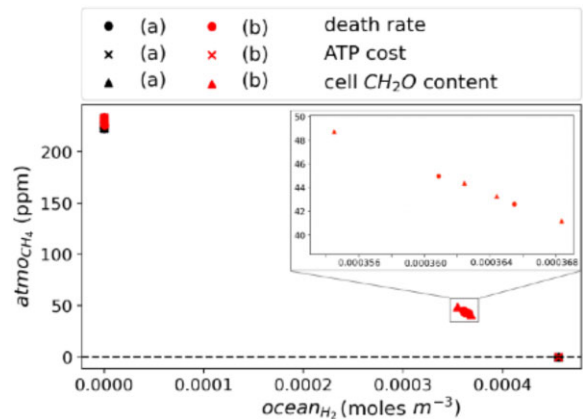 (a) (b) death rate
(a) (b) ATP cost
(a) (b) cell CH₂O content
50
48
46
44
42
40
0.000356 0.000360 0.000364 0.000368
200
150
100
50
0
atmo_CH₄ (ppm)
0.0000 0.0001 0.0002 0.0003 0.0004
ocean_H₂ (moles m⁻³)